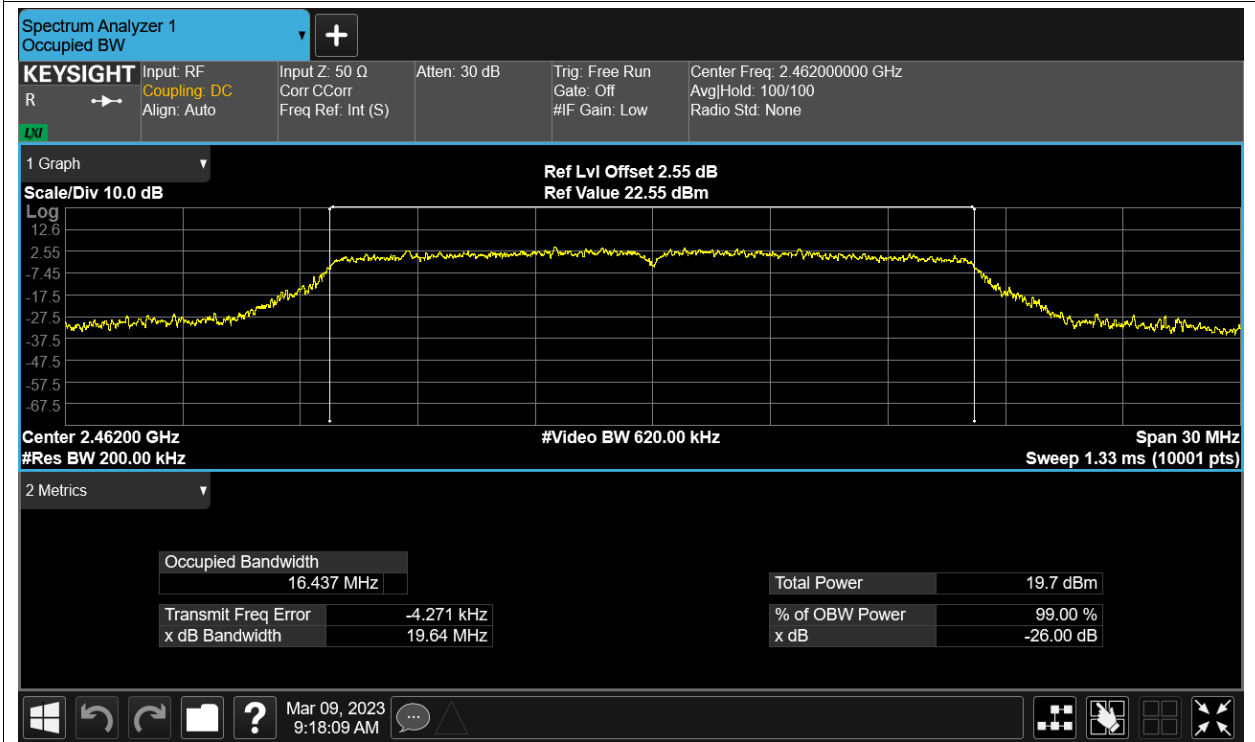 Spectrum Analyzer 1
Occupied BW
KEYSIGHT
R
LXI
Input: RF
Coupling: DC
Align: Auto
Input Z: 50 Ω
Corr CCorr
Freq Ref: Int (S)
Atten: 30 dB
Trig: Free Run
Gate: Off
#IF Gain: Low
Center Freq: 2.462000000 GHz
Avg|Hold: 100/100
Radio Std: None
1 Graph
Scale/Div 10.0 dB
Ref Lvl Offset 2.55 dB
Ref Value 22.55 dBm
Log
12.6
2.55
-7.45
-17.5
-27.5
-37.5
-47.5
-57.5
-67.5
Center 2.46200 GHz
#Res BW 200.00 kHz
#Video BW 620.00 kHz
Span 30 MHz
Sweep 1.33 ms (10001 pts)
2 Metrics
Occupied Bandwidth
16.437 MHz
Transmit Freq Error -4.271 kHz
x dB Bandwidth 19.64 MHz
Total Power 19.7 dBm
% of OBW Power 99.00 %
x dB -26.00 dB
?
Mar 09, 2023
9:18:09 AM